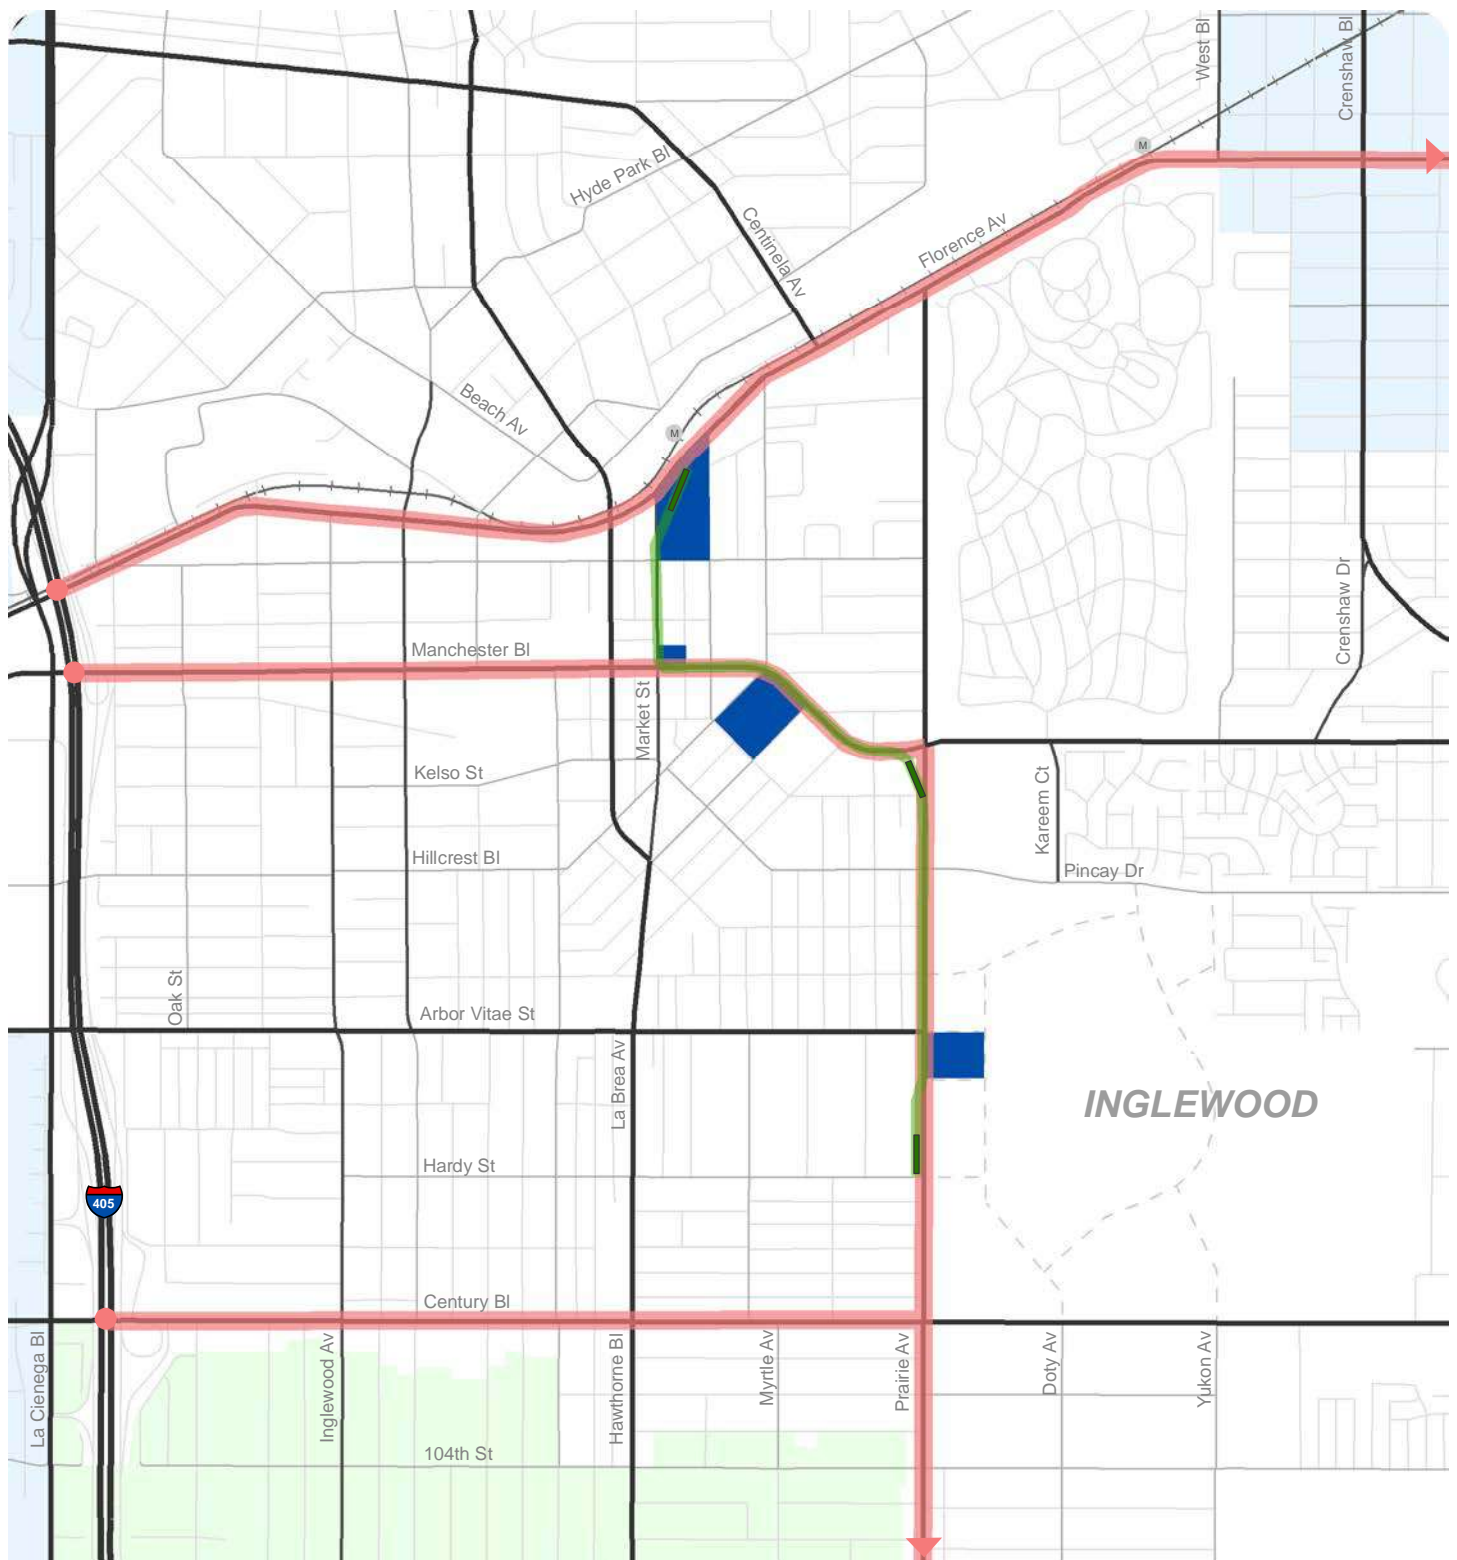 West Bl
Crenshaw Bl
M
Hyde Park Bl
Centinela Av
Florence Av
Beach Av
M
Crenshaw Dr
Manchester Bl
Market St
Kelso St
Kareem Ct
Hillcrest Bl
Pincay Dr
Oak St
Arbor Vitae St
La Brea Av
INGLEWOOD
Hardy St
405
Century Bl
La Cienega Bl
Inglewood Av
Hawthorne Bl
Myrtle Av
Prairie Av
Doty Av
Yukon Av
104th St